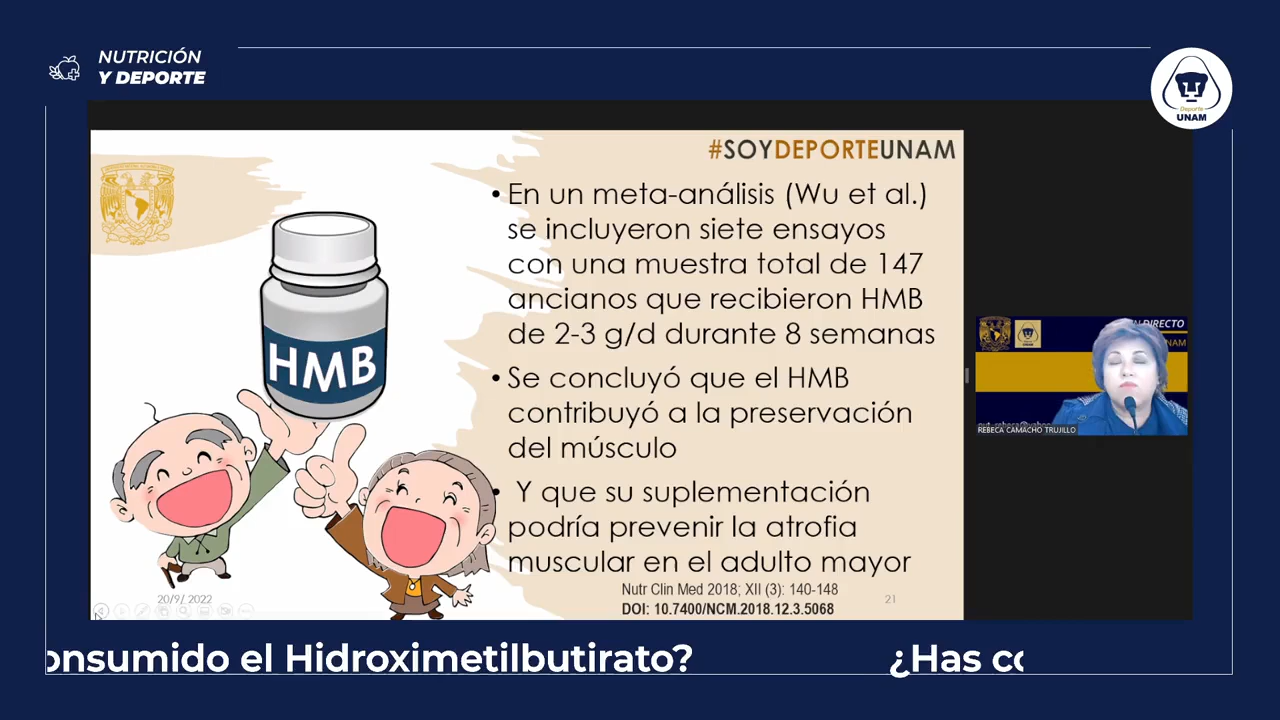 NUTRICIÓN
Y DEPORTE
Deporte
UNAM
#SOYDEPORTEUNAM
• En un meta-análisis (Wu et al.)
se incluyeron siete ensayos
con una muestra total de 147
ancianos que recibieron HMB
de 2-3 g/d durante 8 semanas
• Se concluyó que el HMB
contribuyó a la preservación
del músculo
• Y que su suplementación
podría prevenir la atrofia
muscular en el adulto mayor
HMB
Nutr Clin Med 2018; XII (3): 140-148
DOI: 10.7400/NCM.2018.12.3.5068
20/9/ 2022
21
DIRECTO
REBECA CAMACHO TRUJILLO
onsumido el Hidroximetilbutirato?
¿Has co